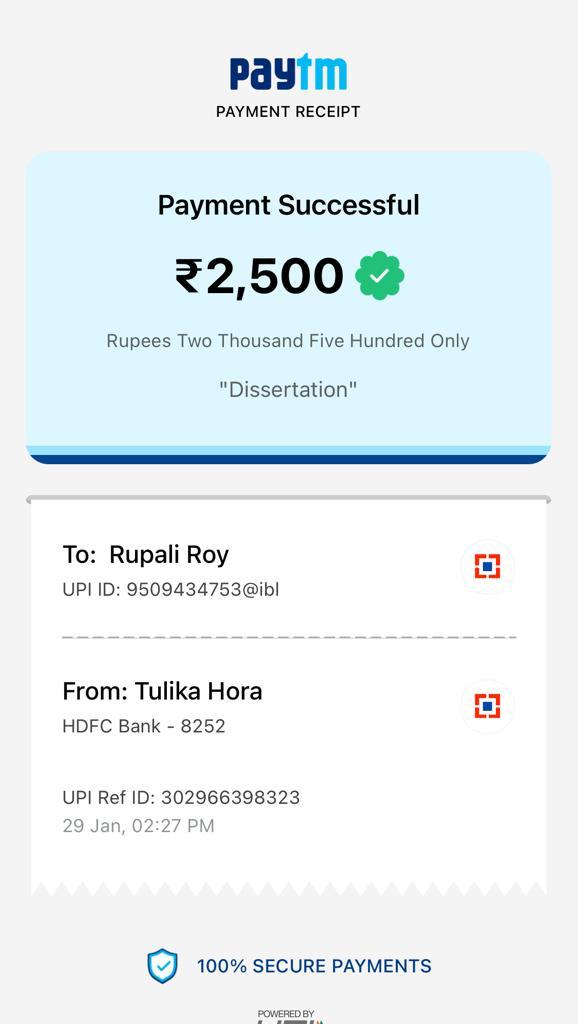 paytm
PAYMENT RECEIPT
Payment Successful
₹2,500
Rupees Two Thousand Five Hundred Only
"Dissertation"
To: Rupali Roy
UPI ID: 9509434753@ibl
From: Tulika Hora
HDFC Bank - 8252
UPI Ref ID: 302966398323
29 Jan, 02:27 PM
100% SECURE PAYMENTS
POWERED BY